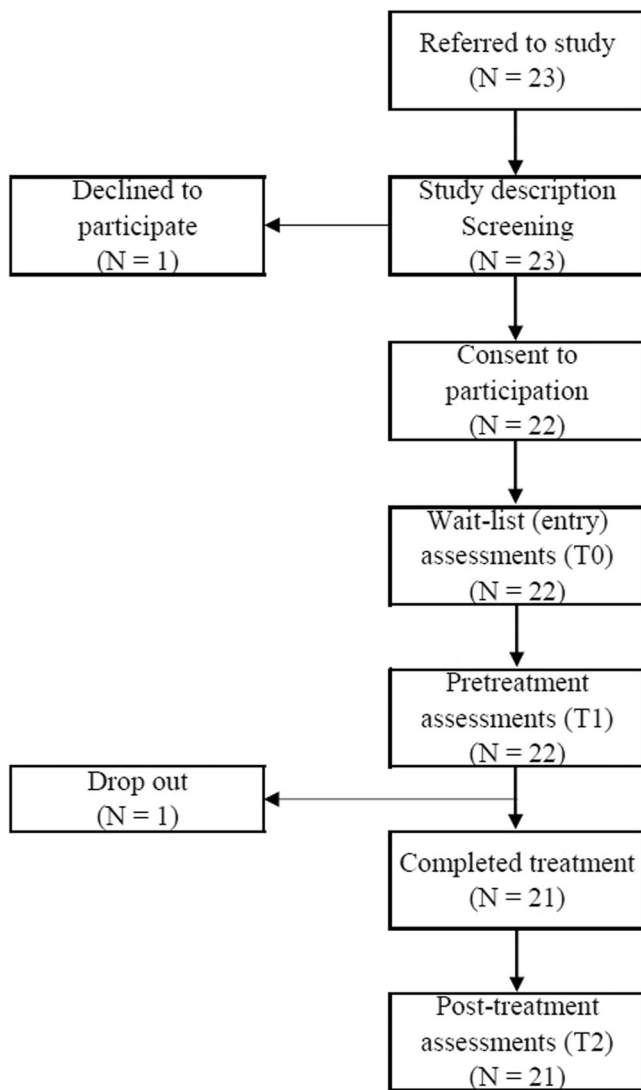 Referred to study
(N = 23)
Declined to
participate
(N = 1)
Study description
Screening
(N = 23)
Consent to
participation
(N = 22)
Wait-list (entry)
assessments (T0)
(N = 22)
Pretreatment
assessments (T1)
(N = 22)
Drop out
(N = 1)
Completed treatment
(N = 21)
Post-treatment
assessments (T2)
(N = 21)